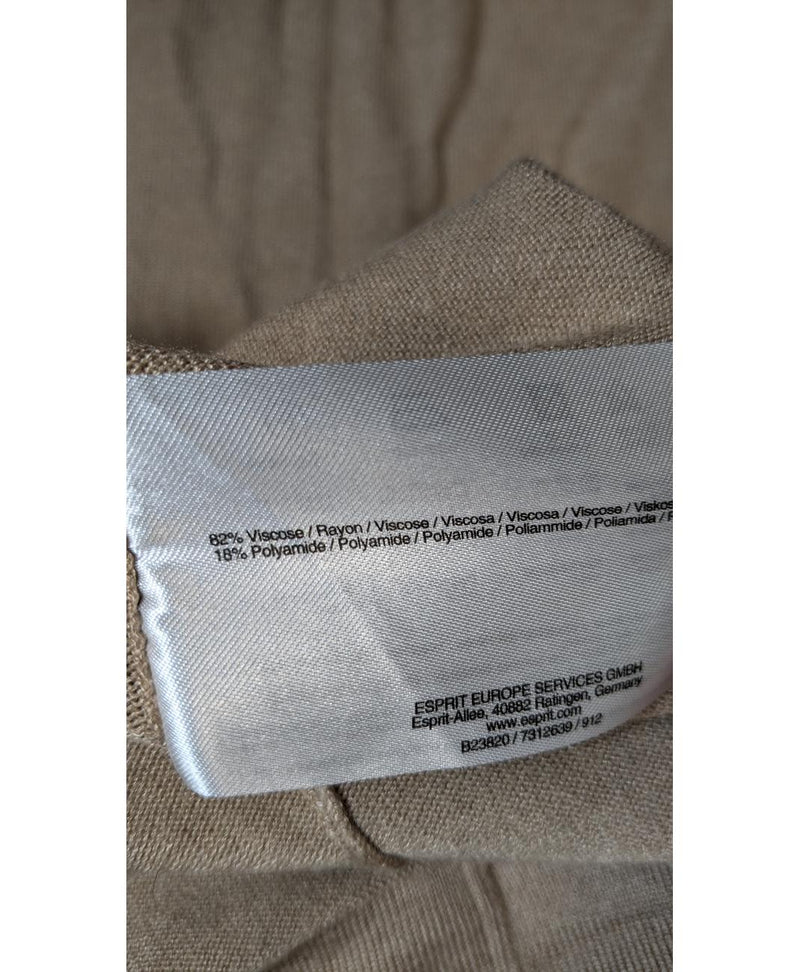 82% Viscose / Rayon / Viscose / Viscosa / Viscosa / Viscose / Viskos
18% Polyamide / Polyamide / Polyamide / Poliammide / Poliamida / P
ESPRIT EUROPE SERVICES GMBH
Esprit-Allee, 40882 Ratingen, Germany
www.esprit.com
B23820 / 7312639 / 912